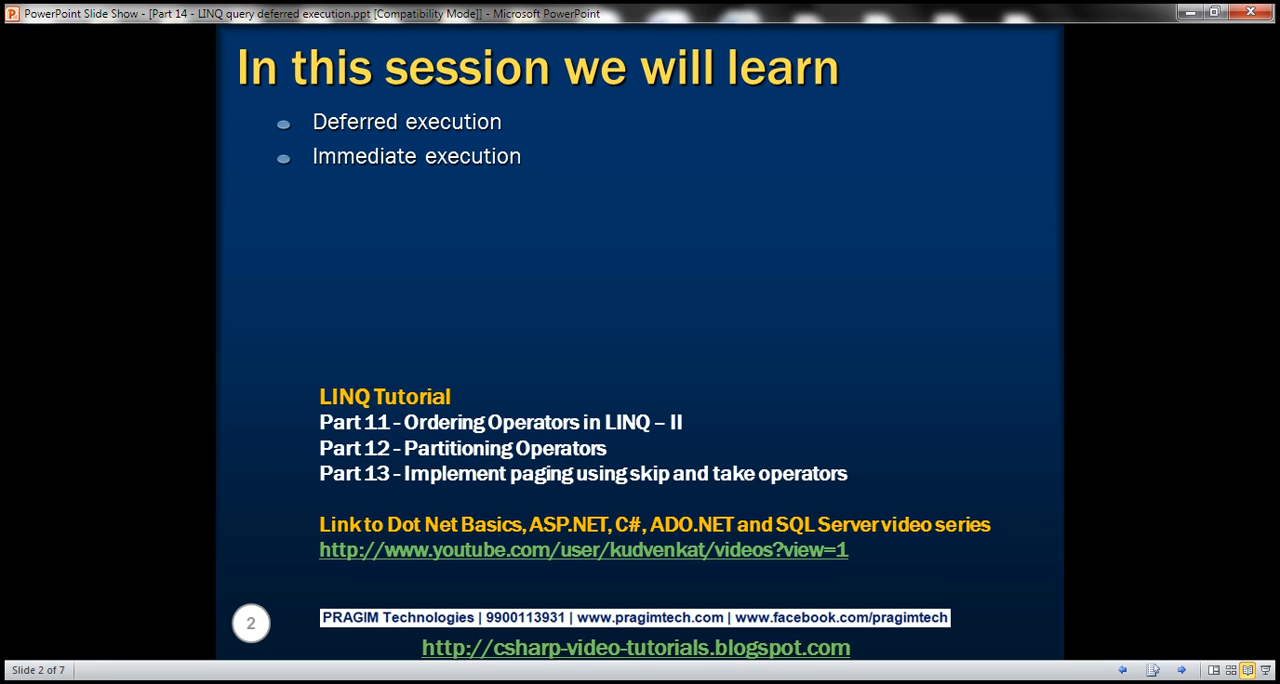 PowerPoint Slide Show - [Part 14 - LINQ query deferred execution.ppt [Compatibility Mode]] - Microsoft PowerPoint
In this session we will learn
Deferred execution
Immediate execution
LINQ Tutorial
Part 11 - Ordering Operators in LINQ – II
Part 12 - Partitioning Operators
Part 13 - Implement paging using skip and take operators
Link to Dot Net Basics, ASP.NET, C#, ADO.NET and SQL Server video series
http://www.youtube.com/user/kudvenkat/videos?view=1
2
PRAGIM Technologies | 9900113931 | www.pragimtech.com | www.facebook.com/pragimtech
http://csharp-video-tutorials.blogspot.com
Slide 2 of 7